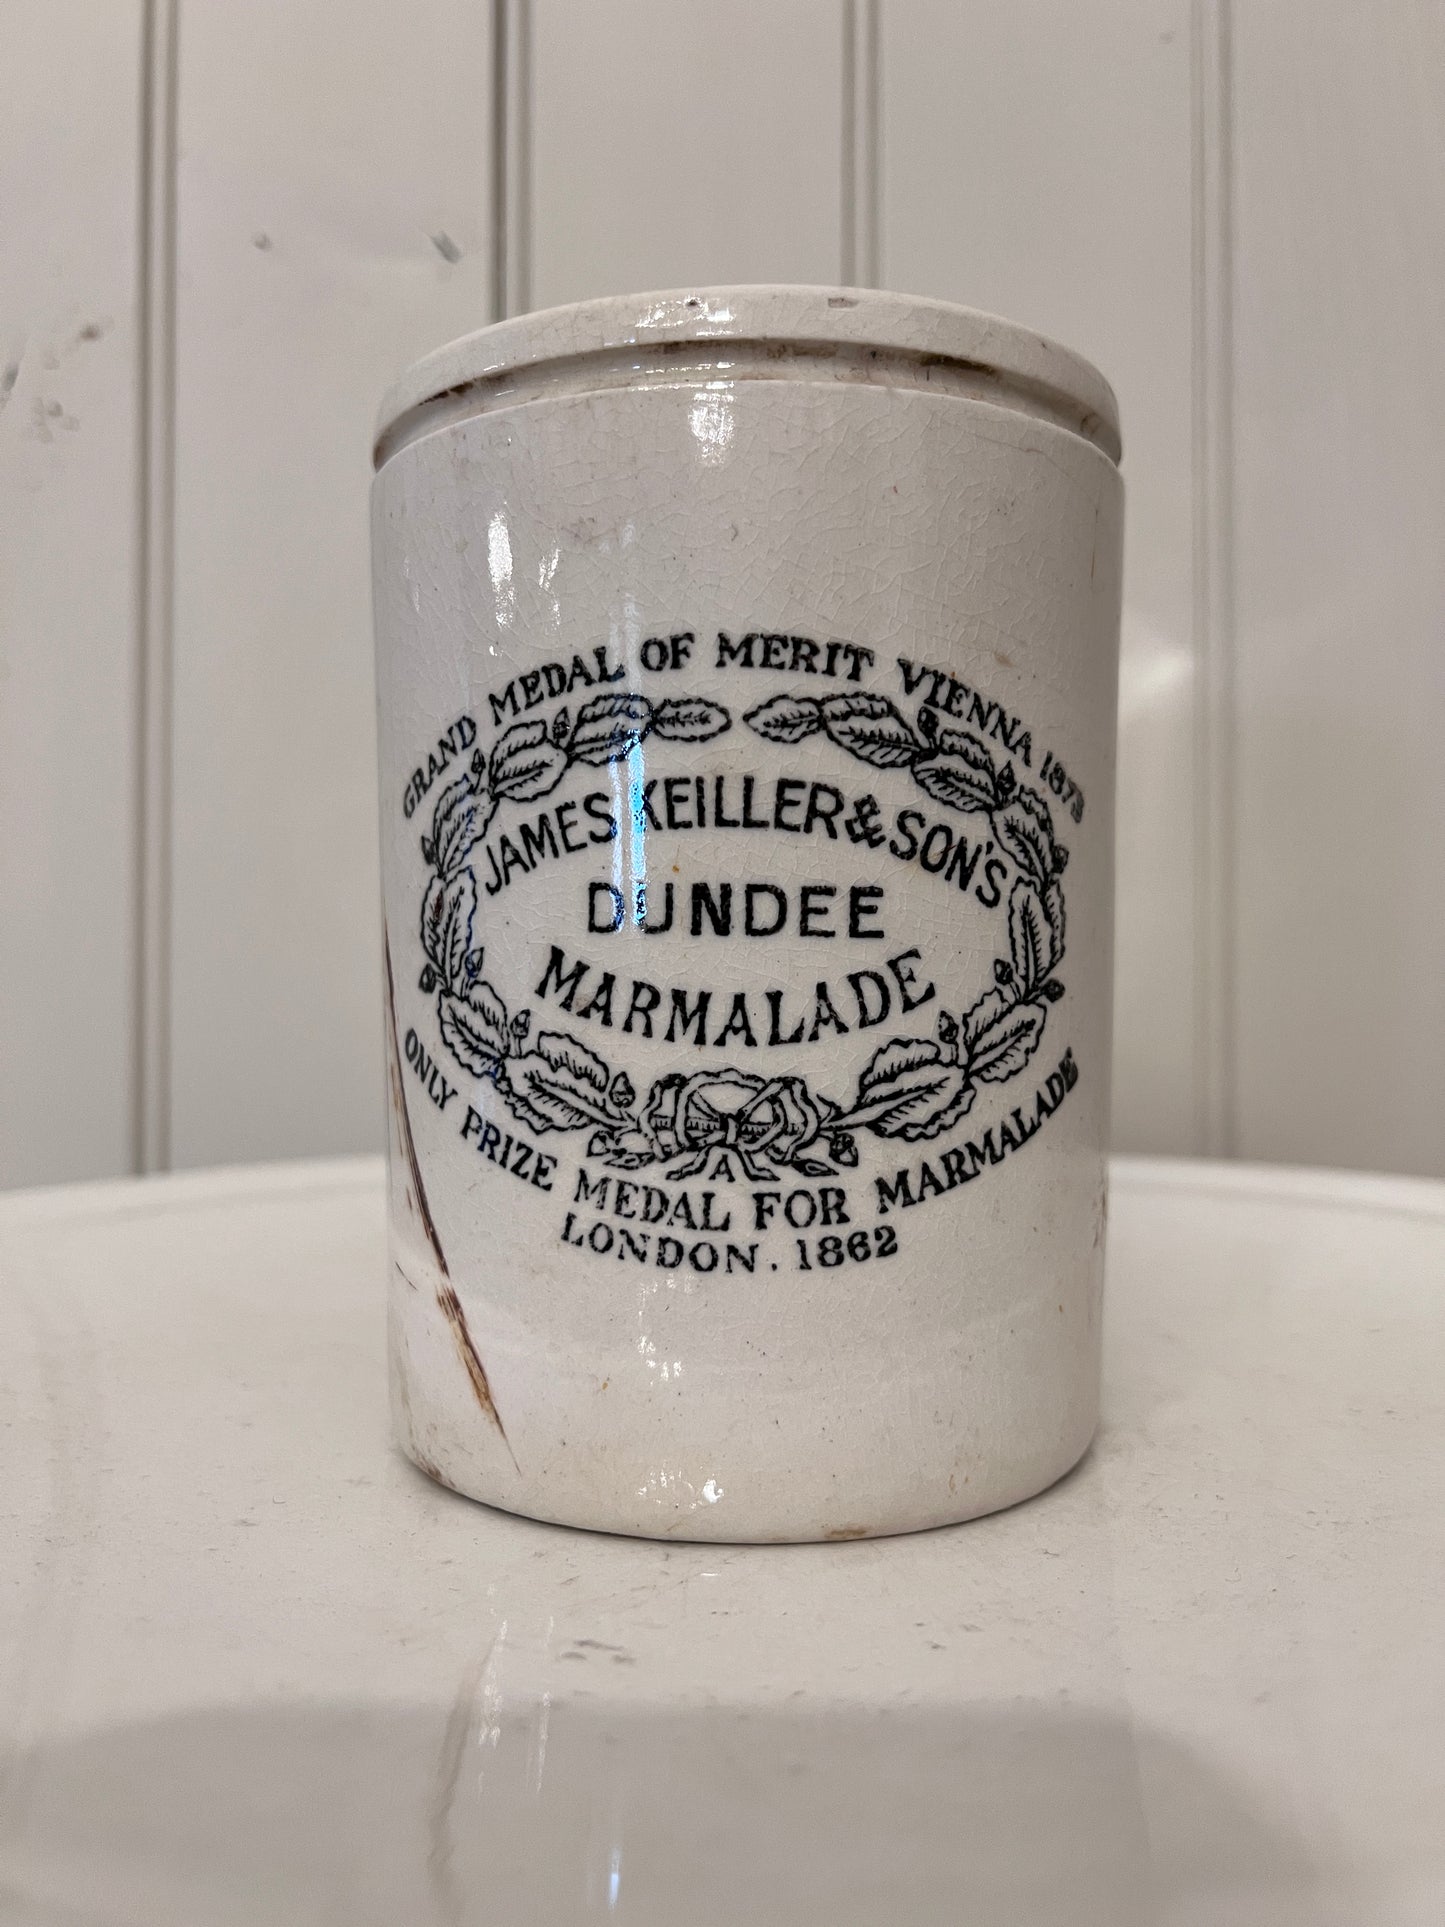 GRAND MEDAL OF MERIT VIENNA 1873
JAMES KEILLER & SON'S
DUNDEE
MARMALADE
A
ONLY PRIZE MEDAL FOR MARMALADE
LONDON. 1862